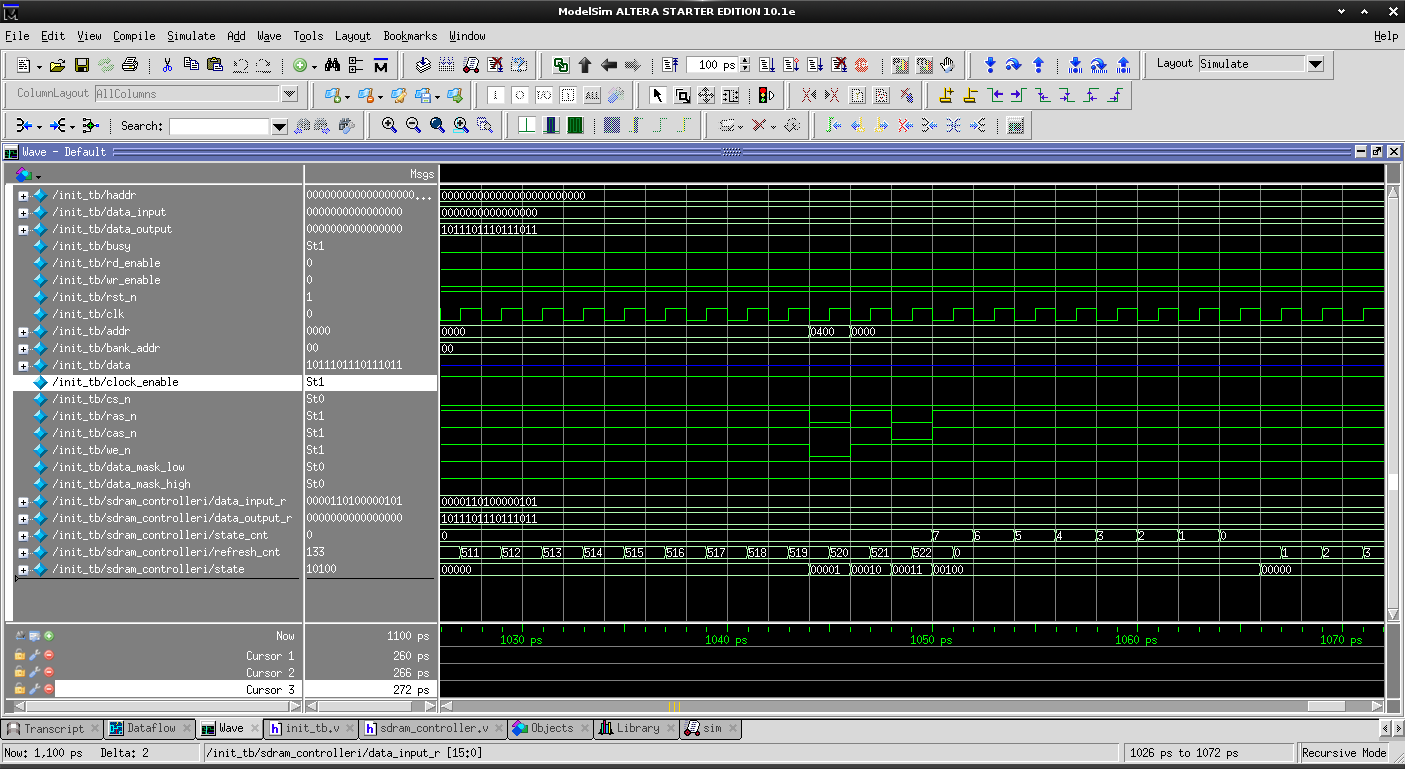 ModelSim ALTERA STARTER EDITION 10.1e
File Edit View Compile Simulate Add Wave Tools Layout Bookmarks Window Help
100 ps Layout Simulate
ColumnLayout AllColumns
Search:
Wave - Default
Msgs
/init_tb/haddr 000000000000000000... 000000000000000000000000
/init_tb/data_input 0000000000000000 0000000000000000
/init_tb/data_output 0000000000000000 1011101110111011
/init_tb/busy St1
/init_tb/rd_enable 0
/init_tb/wr_enable 0
/init_tb/rst_n 1
/init_tb/clk 0
/init_tb/addr 0000 0000 0400 0000
/init_tb/bank_addr 00 00
/init_tb/data 1011101110111011
/init_tb/clock_enable St1
/init_tb/cs_n St0
/init_tb/ras_n St1
/init_tb/cas_n St1
/init_tb/we_n St1
/init_tb/data_mask_low St0
/init_tb/data_mask_high St0
/init_tb/sdram_controlleri/data_input_r 0000110100000101 0000110100000101
/init_tb/sdram_controlleri/data_output_r 0000000000000000 1011101110111011
/init_tb/sdram_controlleri/state_cnt 0 0 7 6 5 4 3 2 1 0
/init_tb/sdram_controlleri/refresh_cnt 133 511 512 513 514 515 516 517 518 519 520 521 522 0 1 2 3
/init_tb/sdram_controlleri/state 10100 00000 00001 00010 00011 00100 00000
Now 1100 ps 1030 ps 1040 ps 1050 ps 1060 ps 1070 ps
Cursor 1 260 ps
Cursor 2 266 ps
Cursor 3 272 ps
Transcript Dataflow Wave init_tb.v sdram_controller.v Objects Library sim
Now: 1,100 ps Delta: 2 /init_tb/sdram_controlleri/data_input_r [15:0] 1026 ps to 1072 ps Recursive Mode